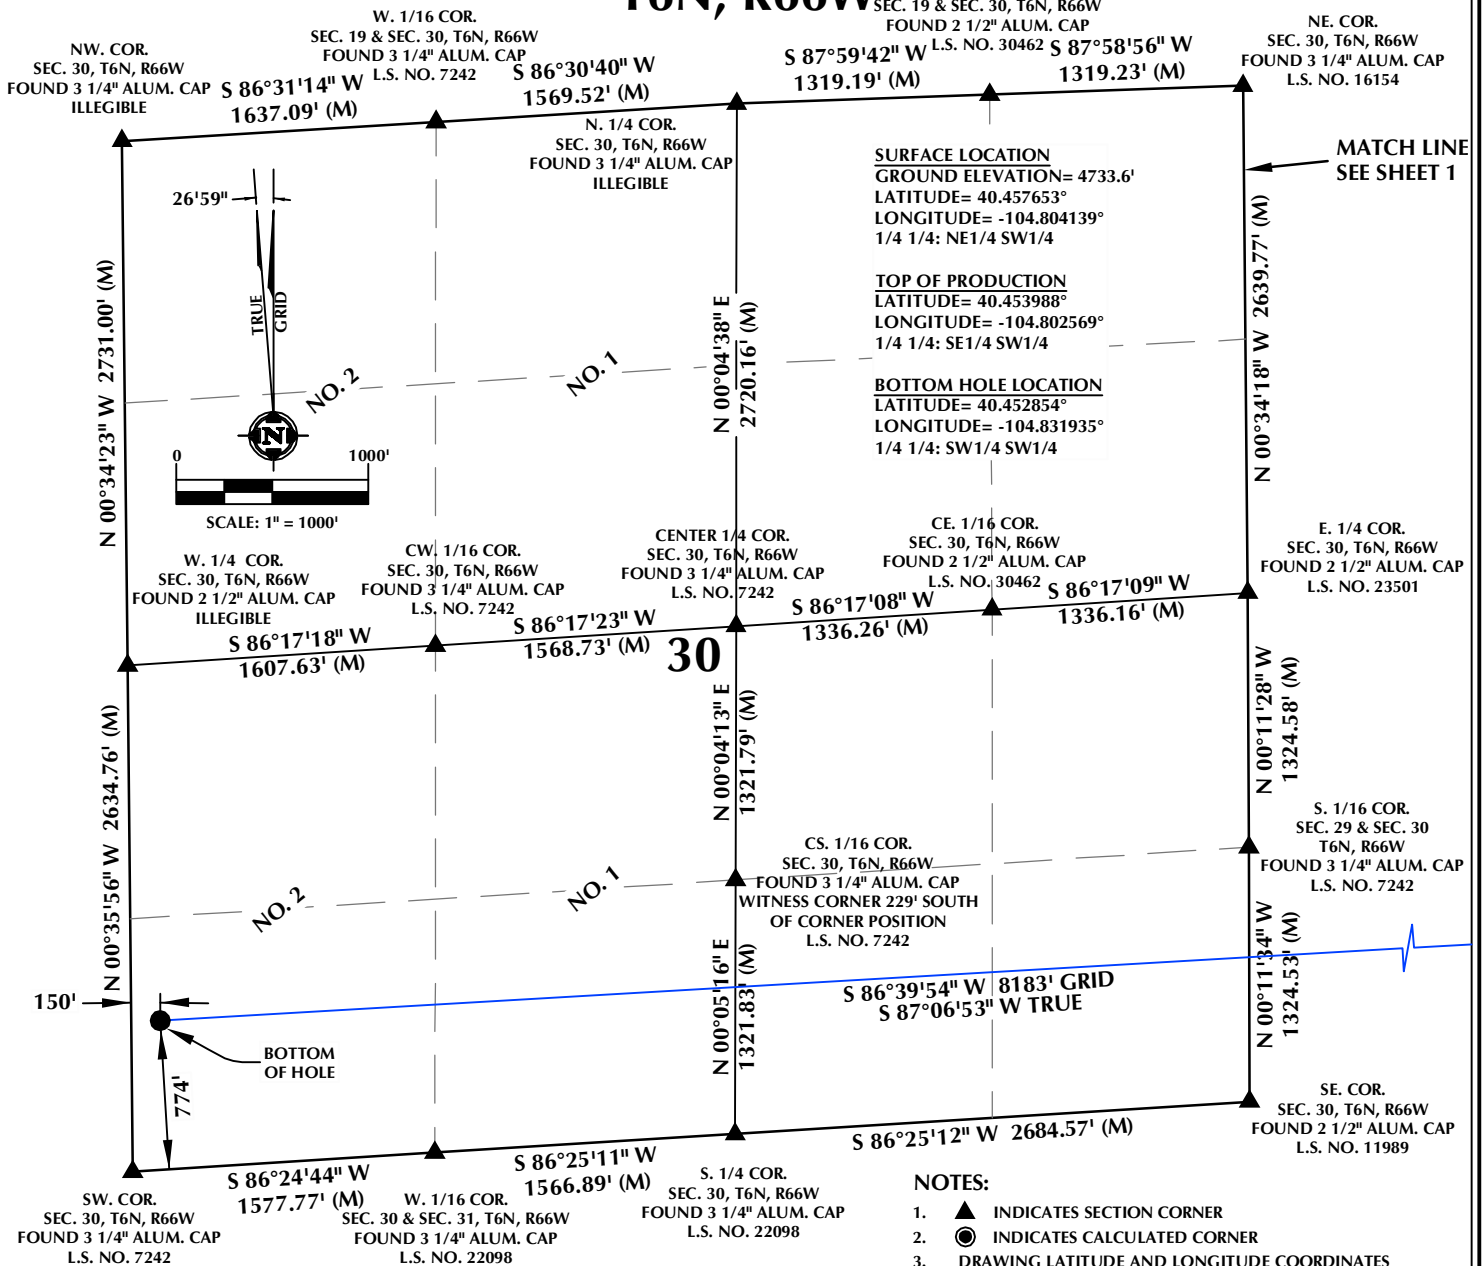 T6N, R66W
W. 1/16 COR.
SEC. 19 & SEC. 30, T6N, R66W
FOUND 3 1/4" ALUM. CAP
L.S. NO. 7242
SEC. 19 & SEC. 30, T6N, R66W
FOUND 2 1/2" ALUM. CAP
L.S. NO. 30462
NE. COR.
SEC. 30, T6N, R66W
FOUND 3 1/4" ALUM. CAP
L.S. NO. 16154
NW. COR.
SEC. 30, T6N, R66W
FOUND 3 1/4" ALUM. CAP
ILLEGIBLE
S 86°31'14" W
1637.09' (M)
S 86°30'40" W
1569.52' (M)
S 87°59'42" W
1319.19' (M)
S 87°58'56" W
1319.23' (M)
N. 1/4 COR.
SEC. 30, T6N, R66W
FOUND 3 1/4" ALUM. CAP
ILLEGIBLE
MATCH LINE
SEE SHEET 1
SURFACE LOCATION
GROUND ELEVATION= 4733.6'
LATITUDE= 40.457653°
LONGITUDE= -104.804139°
1/4 1/4: NE1/4 SW1/4
TOP OF PRODUCTION
LATITUDE= 40.453988°
LONGITUDE= -104.802569°
1/4 1/4: SE1/4 SW1/4
BOTTOM HOLE LOCATION
LATITUDE= 40.452854°
LONGITUDE= -104.831935°
1/4 1/4: SW1/4 SW1/4
26'59"
TRUE
GRID
N
0 1000'
SCALE: 1" = 1000'
NO. 2
NO. 1
N 00°34'23" W 2731.00' (M)
N 00°04'38" E
2720.16' (M)
N 00°34'18" W 2639.77' (M)
W. 1/4 COR.
SEC. 30, T6N, R66W
FOUND 2 1/2" ALUM. CAP
ILLEGIBLE
CW. 1/16 COR.
SEC. 30, T6N, R66W
FOUND 3 1/4" ALUM. CAP
L.S. NO. 7242
CENTER 1/4 COR.
SEC. 30, T6N, R66W
FOUND 3 1/4" ALUM. CAP
L.S. NO. 7242
CE. 1/16 COR.
SEC. 30, T6N, R66W
FOUND 2 1/2" ALUM. CAP
L.S. NO. 30462
E. 1/4 COR.
SEC. 30, T6N, R66W
FOUND 2 1/2" ALUM. CAP
L.S. NO. 23501
S 86°17'18" W
1607.63' (M)
S 86°17'23" W
1568.73' (M)
S 86°17'08" W
1336.26' (M)
S 86°17'09" W
1336.16' (M)
30
N 00°35'56" W 2634.76' (M)
N 00°04'13" E
1321.79' (M)
N 00°11'28" W
1324.58' (M)
S. 1/16 COR.
SEC. 29 & SEC. 30
T6N, R66W
FOUND 3 1/4" ALUM. CAP
L.S. NO. 7242
CS. 1/16 COR.
SEC. 30, T6N, R66W
FOUND 3 1/4" ALUM. CAP
WITNESS CORNER 229' SOUTH
OF CORNER POSITION
L.S. NO. 7242
NO. 2
NO. 1
N 00°05'16" E
1321.83' (M)
N 00°11'34" W
1324.53' (M)
S 86°39'54" W 8183' GRID
S 87°06'53" W TRUE
150'
BOTTOM
OF HOLE
774'
S 86°24'44" W
1577.77' (M)
S 86°25'11" W
1566.89' (M)
S 86°25'12" W 2684.57' (M)
SE. COR.
SEC. 30, T6N, R66W
FOUND 2 1/2" ALUM. CAP
L.S. NO. 11989
SW. COR.
SEC. 30, T6N, R66W
FOUND 3 1/4" ALUM. CAP
L.S. NO. 7242
W. 1/16 COR.
SEC. 30 & SEC. 31, T6N, R66W
FOUND 3 1/4" ALUM. CAP
L.S. NO. 22098
S. 1/4 COR.
SEC. 30, T6N, R66W
FOUND 3 1/4" ALUM. CAP
L.S. NO. 22098
NOTES:
1. INDICATES SECTION CORNER
2. INDICATES CALCULATED CORNER
3. DRAWING LATITUDE AND LONGITUDE COORDINATES